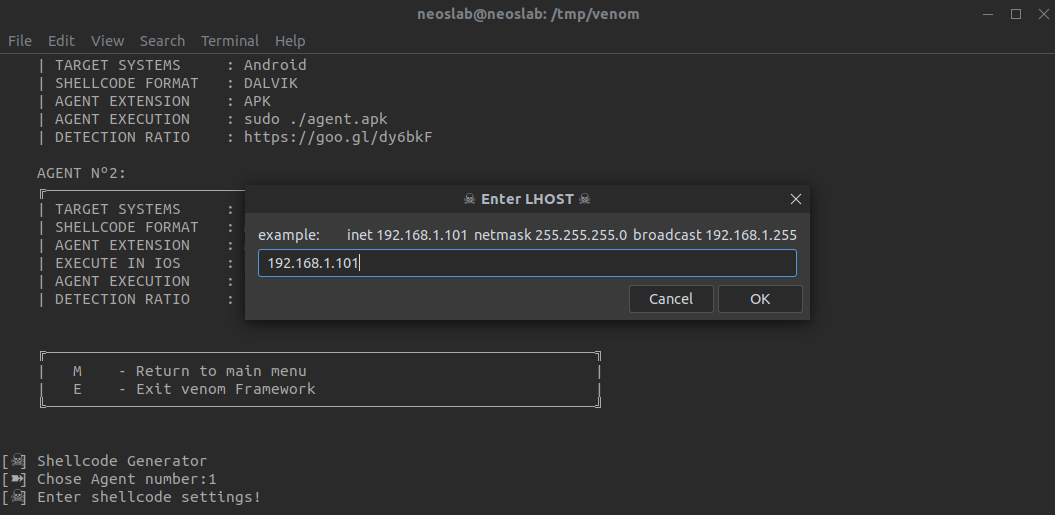 neoslab@neoslab: /tmp/venom
File Edit View Search Terminal Help
| TARGET SYSTEMS : Android
| SHELLCODE FORMAT : DALVIK
| AGENT EXTENSION : APK
| AGENT EXECUTION : sudo ./agent.apk
| DETECTION RATIO : https://goo.gl/dy6bkF
AGENT Nº2:
| TARGET SYSTEMS :
| SHELLCODE FORMAT :
| AGENT EXTENSION :
| EXECUTE IN IOS :
| AGENT EXECUTION :
| DETECTION RATIO :
☠ Enter LHOST ☠
example: inet 192.168.1.101 netmask 255.255.255.0 broadcast 192.168.1.255
192.168.1.101
Cancel OK
| M - Return to main menu |
| E - Exit venom Framework |
[☠] Shellcode Generator
[➽] Chose Agent number:1
[☠] Enter shellcode settings!